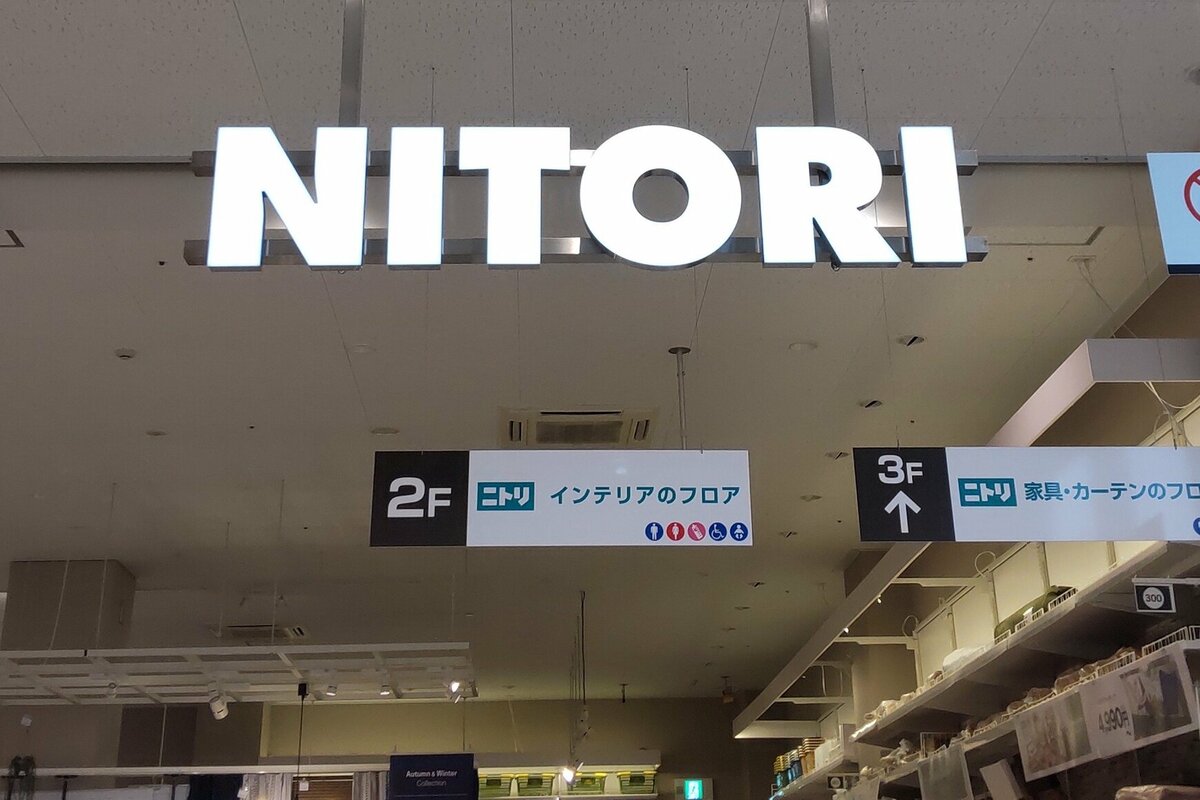 NITORI
2F ニトリ インテリアのフロア
3F ニトリ 家具・カーテンのフロ
300
4,990円
Autumn & Winter
Collection